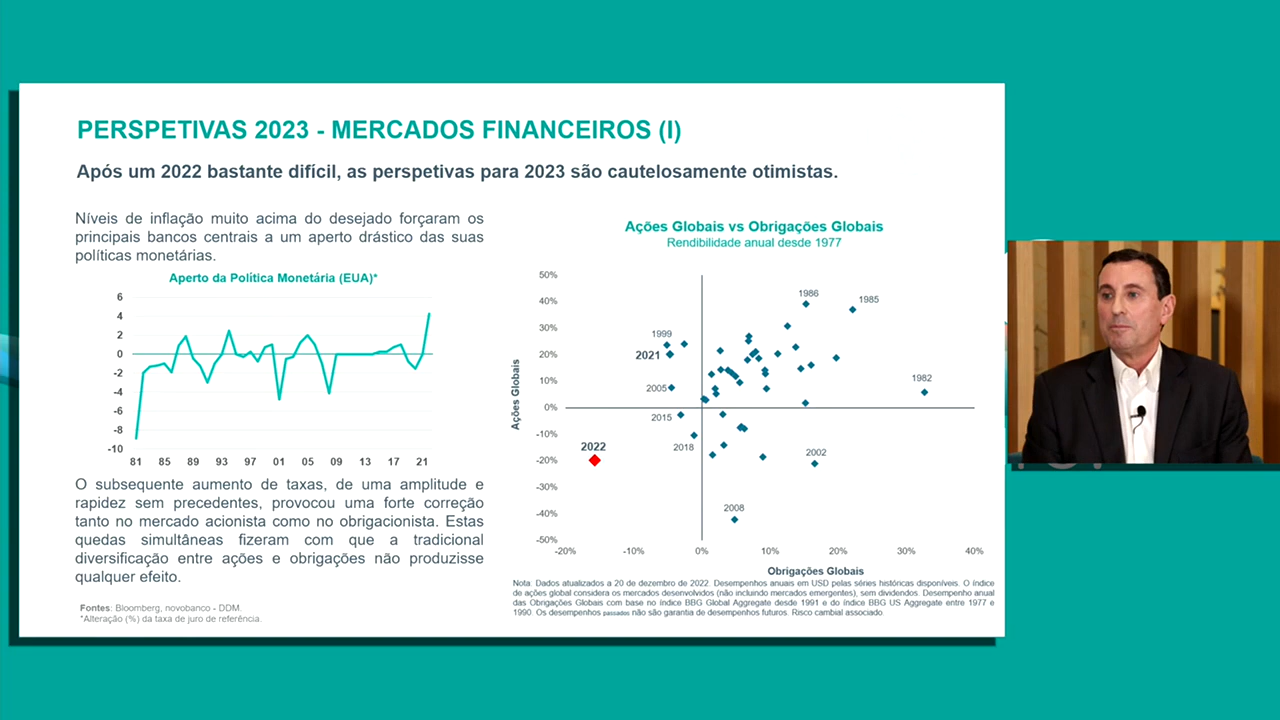 PERSPETIVAS 2023 - MERCADOS FINANCEIROS (I)
Após um 2022 bastante difícil, as perspetivas para 2023 são cautelosamente otimistas.
Níveis de inflação muito acima do desejado forçaram os
principais bancos centrais a um aperto drástico das suas
políticas monetárias.
Aperto da Política Monetária (EUA)*
6
4
2
0
-2
-4
-6
-8
-10
81 85 89 93 97 01 05 09 13 17 21
O subsequente aumento de taxas, de uma amplitude e
rapidez sem precedentes, provocou uma forte correção
tanto no mercado acionista como no obrigacionista. Estas
quedas simultâneas fizeram com que a tradicional
diversificação entre ações e obrigações não produzisse
qualquer efeito.
Fontes: Bloomberg, novobanco - DDM.
*Alteração (%) da taxa de juro de referência.
Ações Globais vs Obrigações Globais
Rendibilidade anual desde 1977
Ações Globais
50%
40%
30%
20%
10%
0%
-10%
-20%
-30%
-40%
-50%
1986
1985
1999
2021
1982
2005
2015
2018
2022
2002
2008
-20% -10% 0% 10% 20% 30% 40%
Obrigações Globais
Nota: Dados atualizados a 20 de dezembro de 2022. Desempenhos anuais em USD pelas séries históricas disponíveis. O índice
de ações global considera os mercados desenvolvidos (não incluindo mercados emergentes), sem dividendos. Desempenho anual
das Obrigações Globais com base no índice BBG Global Aggregate desde 1991 e do índice BBG US Aggregate entre 1977 e
1990. Os desempenhos passados não são garantia de desempenhos futuros. Risco cambial associado.